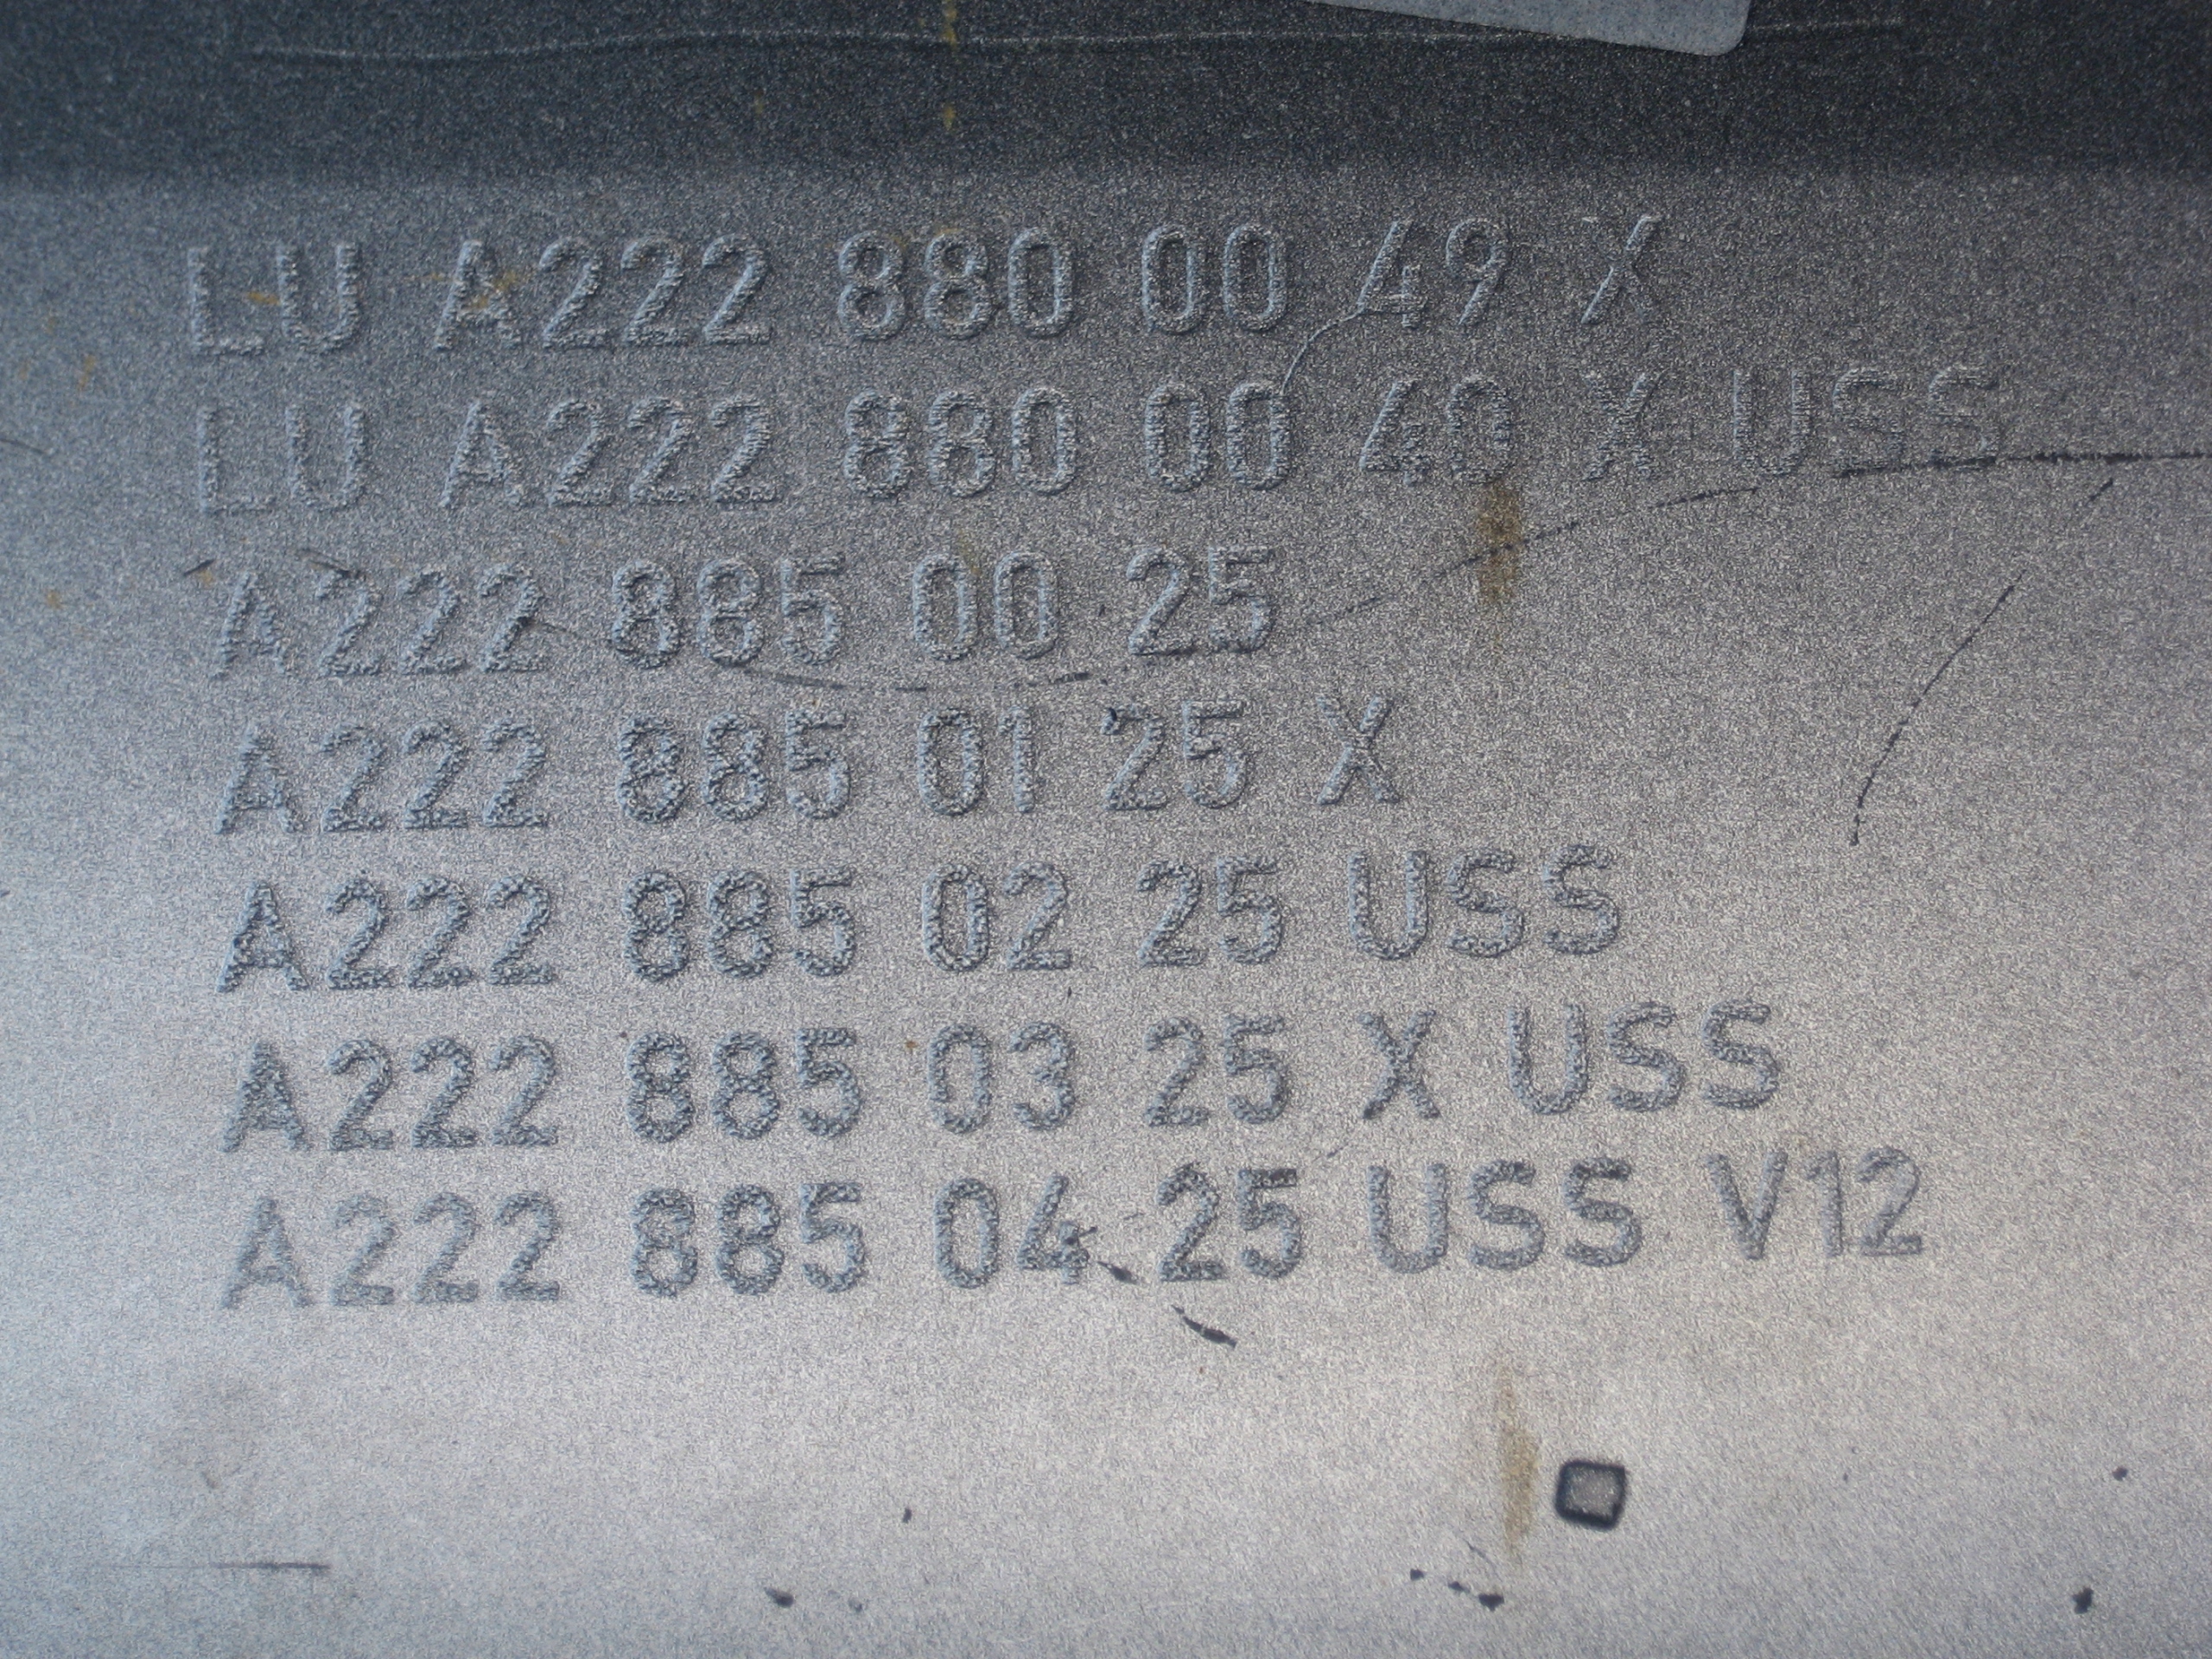 LU A222 880 00 49 X
LU A222 880 00 40 X USS
A222 885 00 25
A222 885 01 25 X
A222 885 02 25 USS
A222 885 03 25 X USS
A222 885 04 25 USS V12